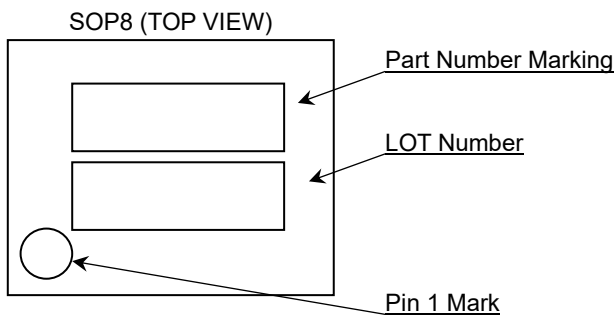 SOP8 (TOP VIEW)
Part Number Marking
LOT Number
Pin 1 Mark